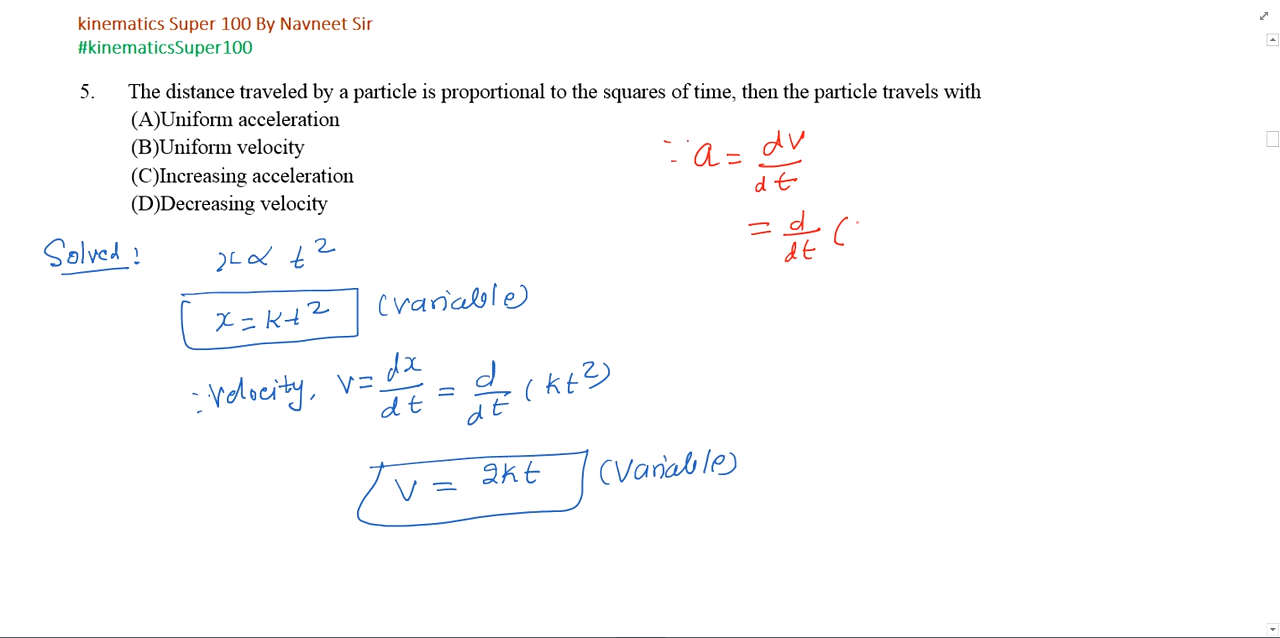 kinematics Super 100 By Navneet Sir
#kinematicsSuper100
5. The distance traveled by a particle is proportional to the squares of time, then the particle travels with
(A)Uniform acceleration
(B)Uniform velocity
(C)Increasing acceleration
(D)Decreasing velocity
∵ a = dv/dt
= d/dt (
Solved:
x ∝ t²
x = kt² (variable)
∵ velocity, v = dx/dt = d/dt (kt²)
v = 2kt (Variable)